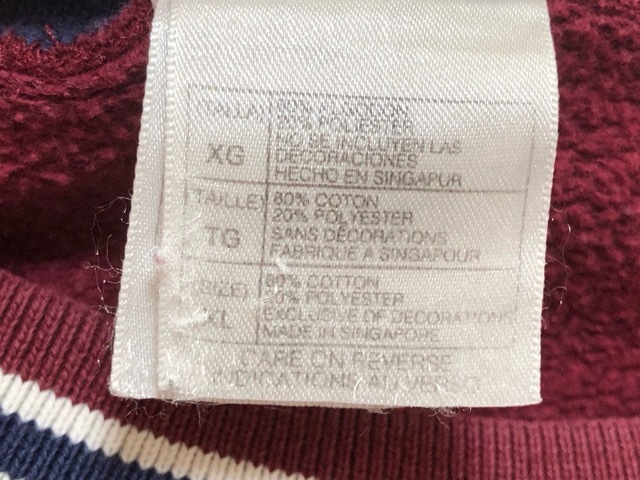 (TALLA) 80% ALGODON
20% POLIESTER
XG NO SE INCLUYEN LAS
DECORACIONES
HECHO EN SINGAPUR
(TAILLE) 80% COTON
20% POLYESTER
TG SANS DÉCORATIONS
FABRIQUÉ A SINGAPOUR
(SIZE) 80% COTTON
20% POLYESTER
XL EXCLUSIVE OF DECORATIONS
MADE IN SINGAPORE
CARE ON REVERSE
INDICATIONS AU VERSO